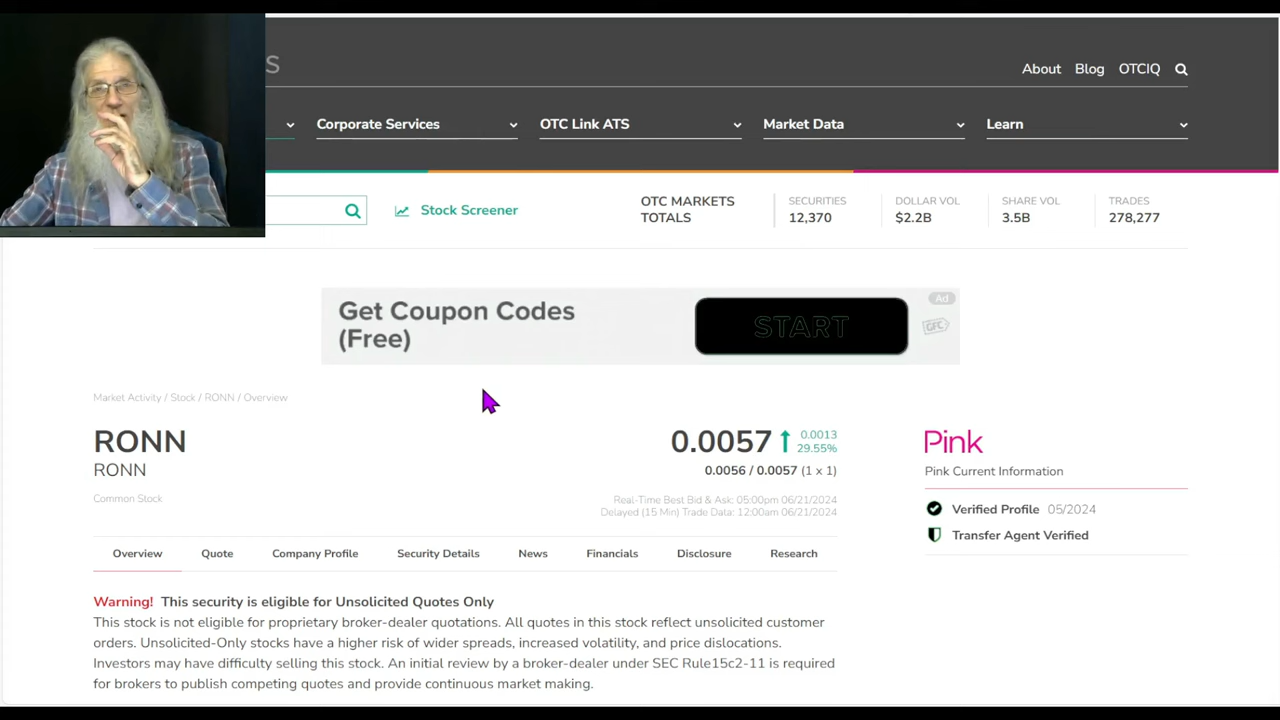 S
About Blog OTCIQ
Corporate Services OTC Link ATS Market Data Learn
Stock Screener
OTC MARKETS
TOTALS
SECURITIES
12,370
DOLLAR VOL
$2.2B
SHARE VOL
3.5B
TRADES
278,277
Get Coupon Codes
(Free)
START
Ad
GFC
Market Activity / Stock / RONN / Overview
RONN
RONN
Common Stock
0.0057
0.0013
29.55%
0.0056 / 0.0057 (1 x 1)
Real-Time Best Bid & Ask: 05:00pm 06/21/2024
Delayed (15 Min) Trade Data: 12:00am 06/21/2024
Pink
Pink Current Information
Verified Profile 05/2024
Transfer Agent Verified
Overview Quote Company Profile Security Details News Financials Disclosure Research
Warning! This security is eligible for Unsolicited Quotes Only
This stock is not eligible for proprietary broker-dealer quotations. All quotes in this stock reflect unsolicited customer
orders. Unsolicited-Only stocks have a higher risk of wider spreads, increased volatility, and price dislocations.
Investors may have difficulty selling this stock. An initial review by a broker-dealer under SEC Rule15c2-11 is required
for brokers to publish competing quotes and provide continuous market making.